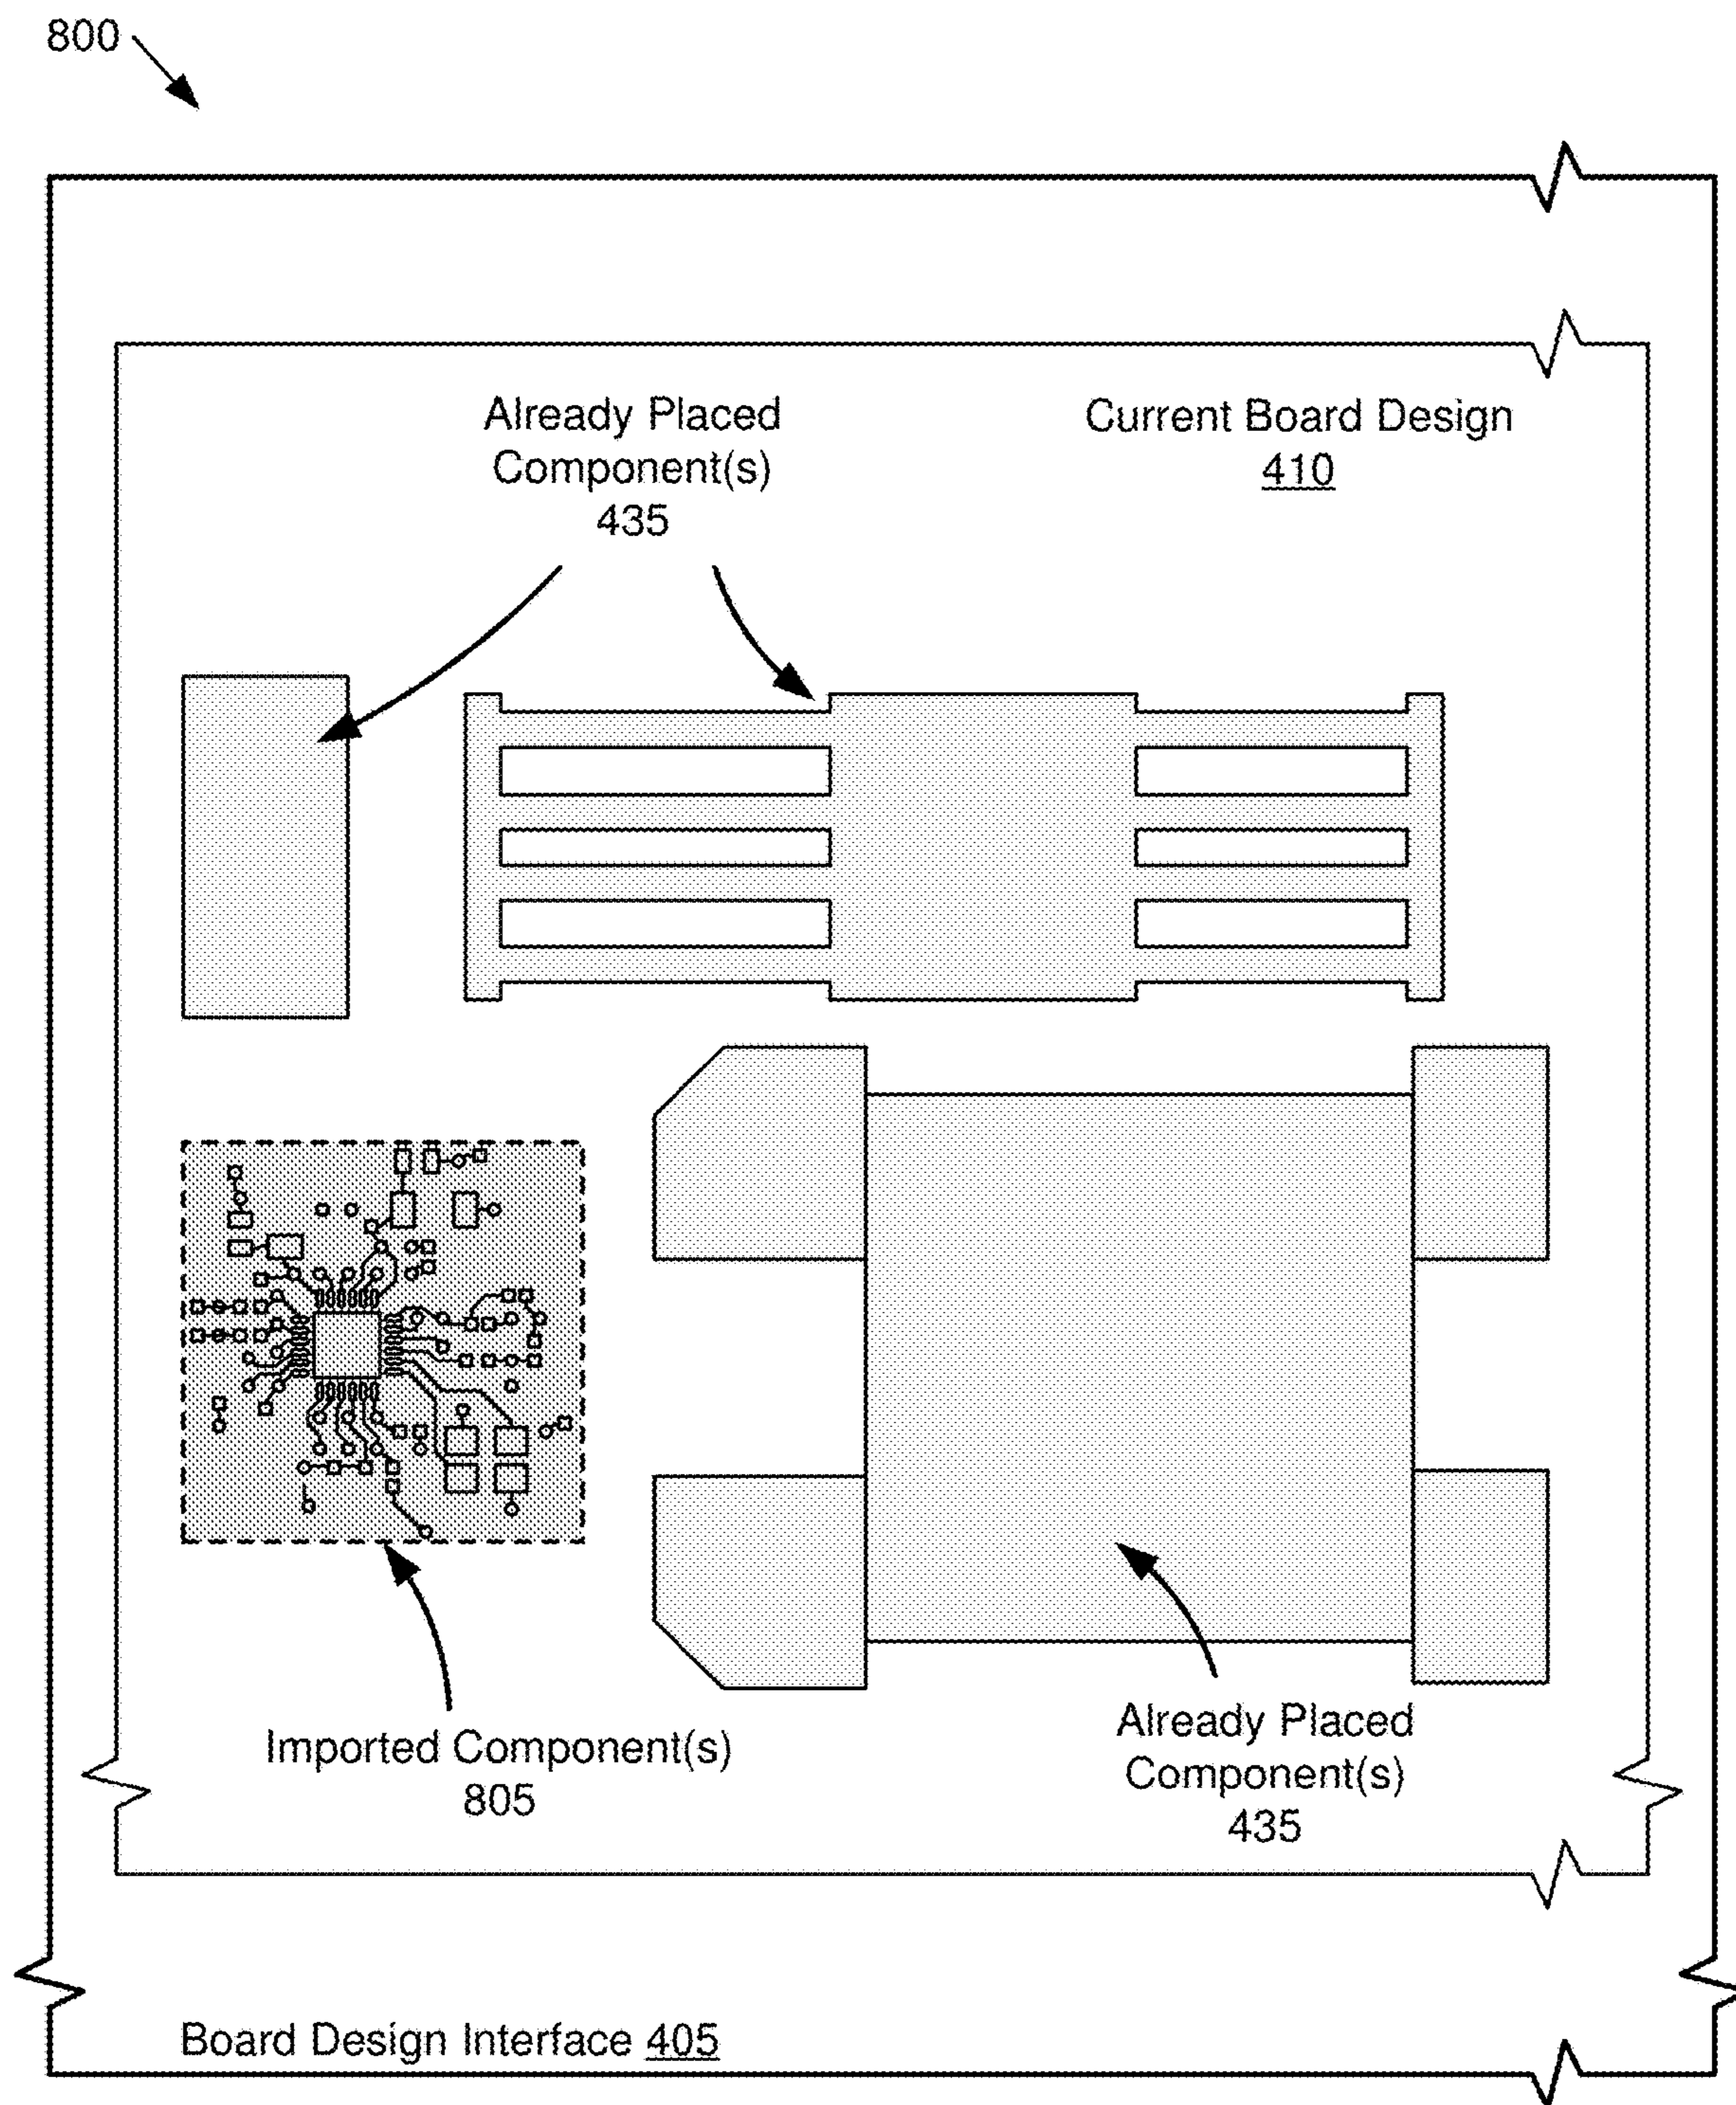 800
Already Placed
Component(s)
435
Current Board Design
410
Imported Component(s)
805
Already Placed
Component(s)
435
Board Design Interface 405